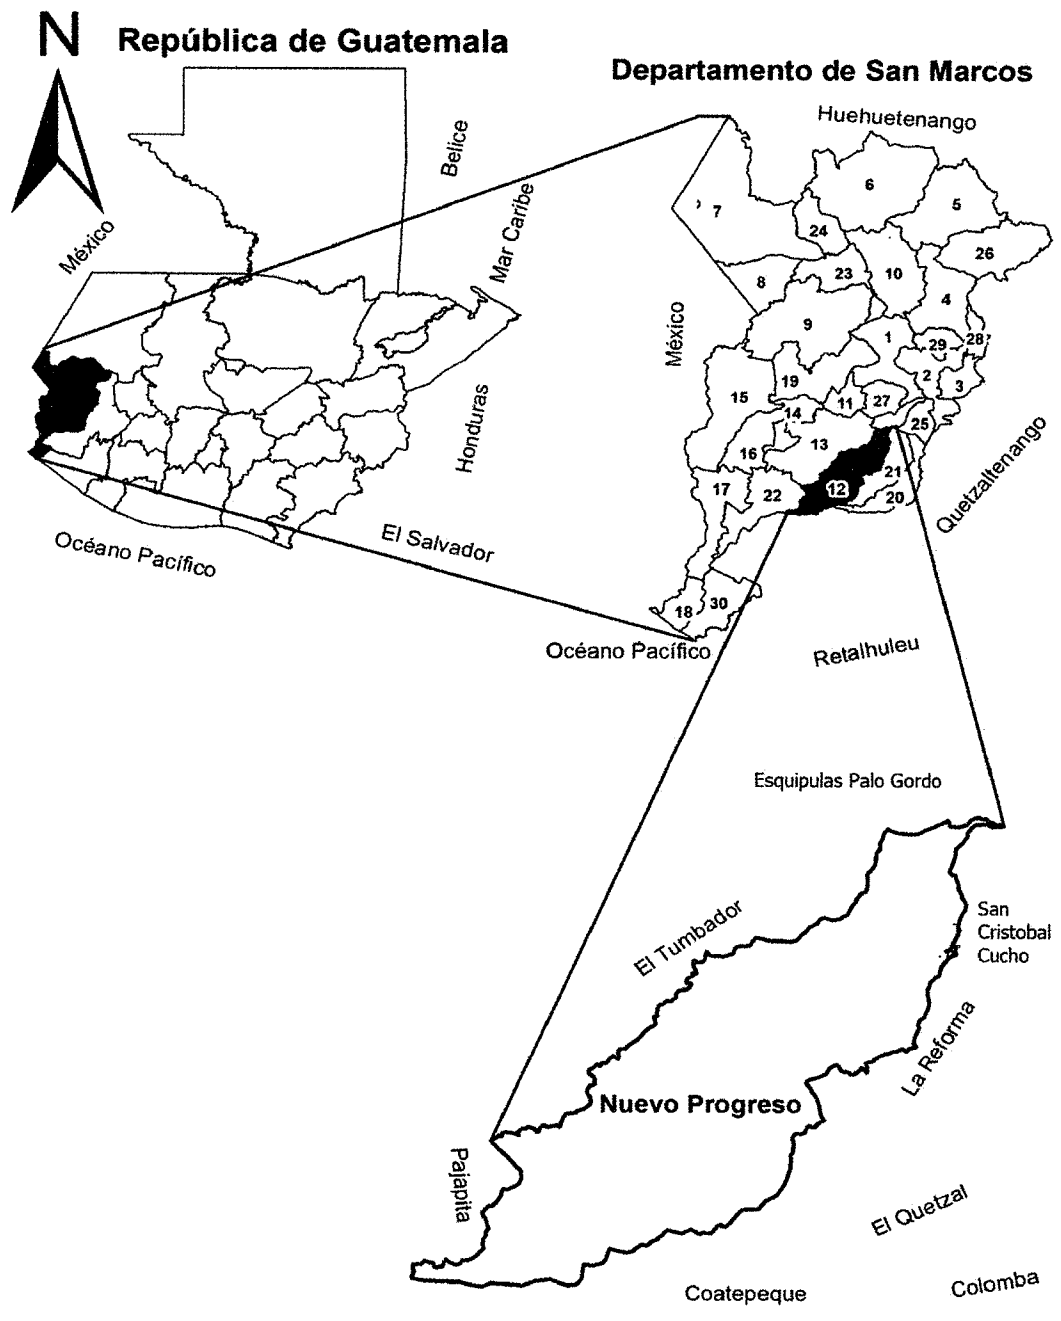 N
República de Guatemala
Departamento de San Marcos
Huehuetenango
Belice
Mar Caribe
México
Honduras
El Salvador
Océano Pacífico
México
Quetzaltenango
Océano Pacífico
Retalhuleu
6
5
7
24
26
8
23
10
4
9
1
29
28
19
2
3
15
11
27
14
25
13
16
21
17
22
12
20
18
30
Esquipulas Palo Gordo
El Tumbador
San
Cristobal
Cucho
La Reforma
Nuevo Progreso
Pajapita
El Quetzal
Coatepeque
Colomba